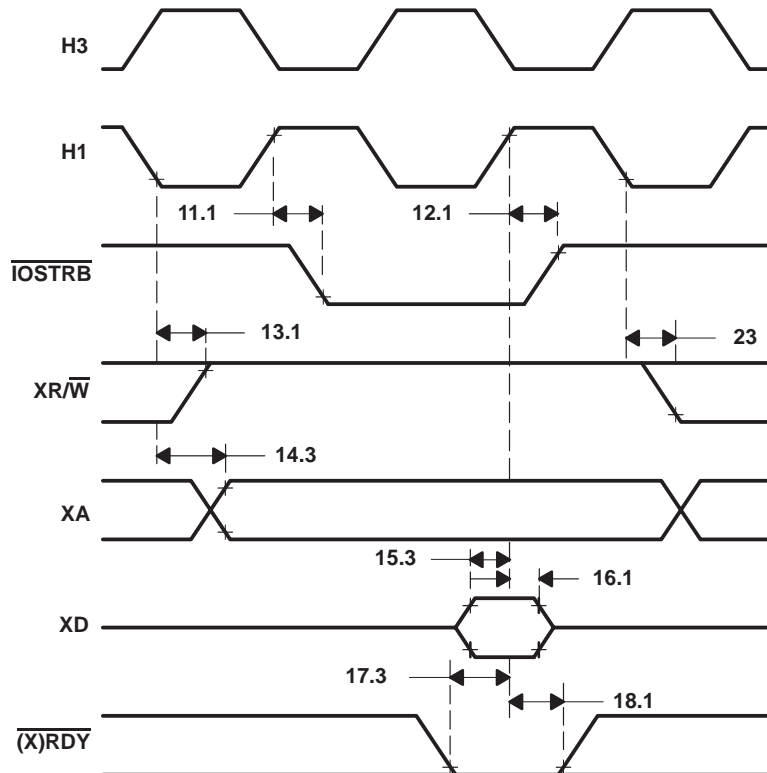 H3
H1
11.1
12.1
IOSTRB
13.1
23
XR/W
14.3
XA
15.3
16.1
XD
17.3
18.1
(X)RDY